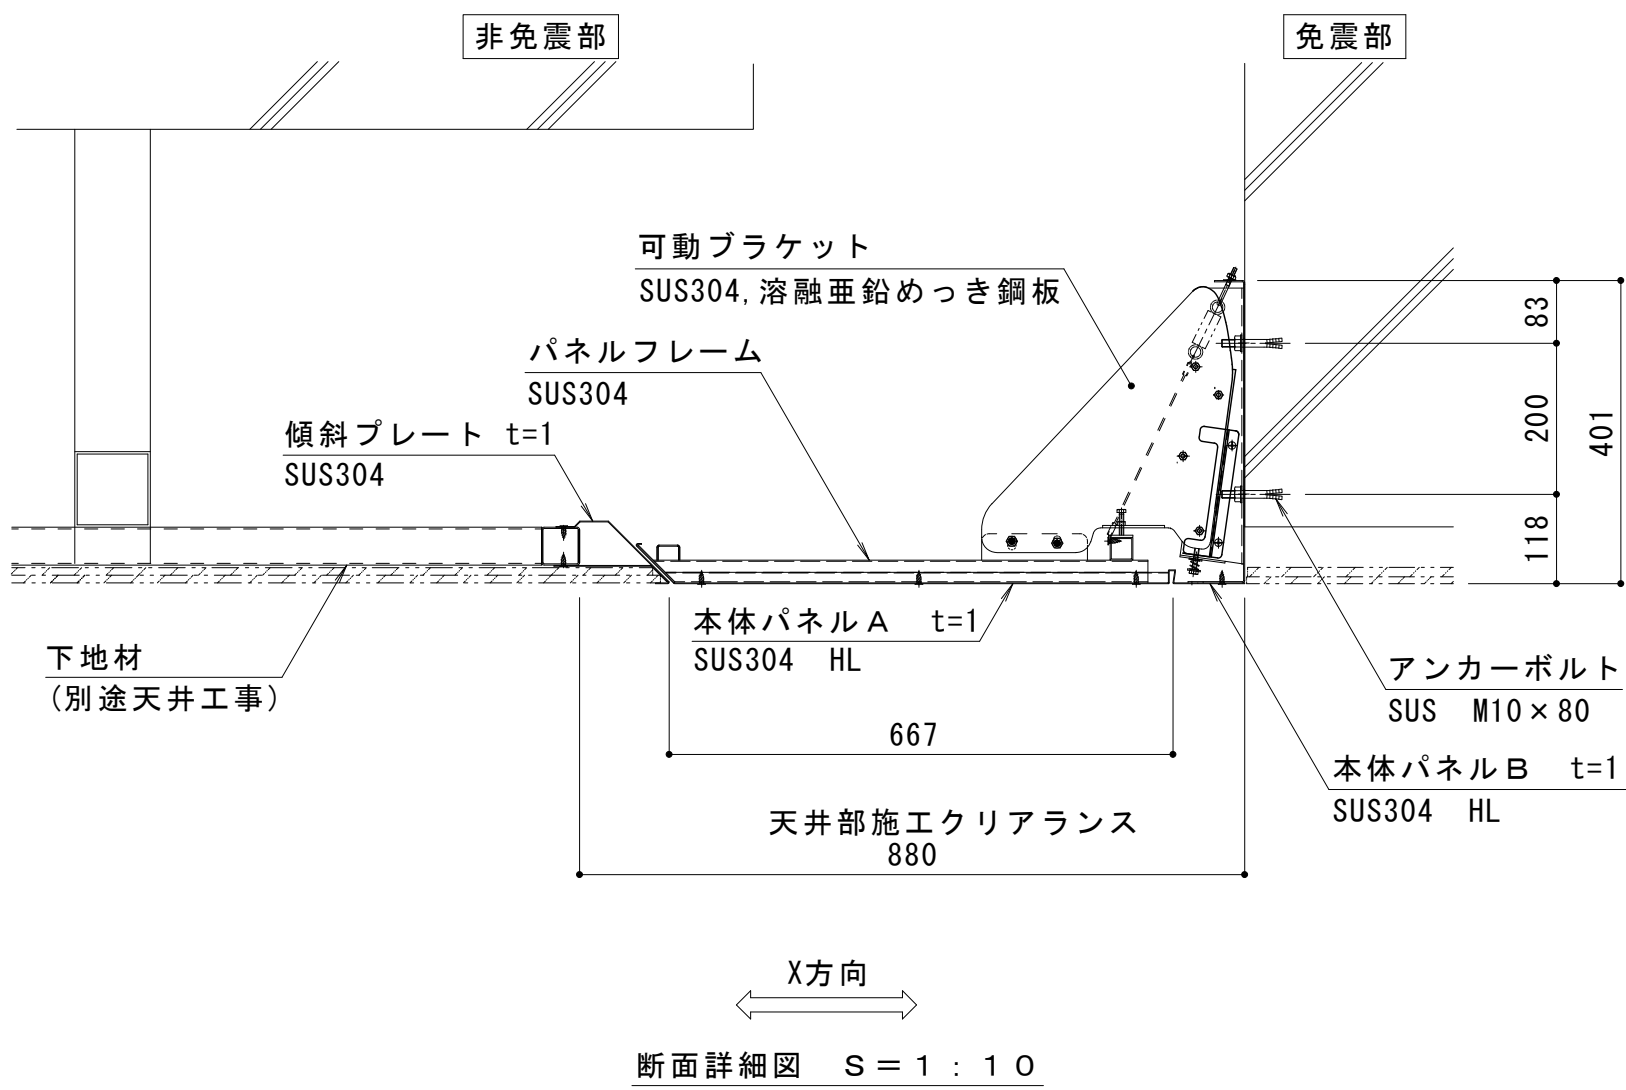 非免震部
免震部
可動ブラケット
SUS304,溶融亜鉛めっき鋼板
パネルフレーム
SUS304
傾斜プレート t=1
SUS304
83
200
401
118
本体パネルA t=1
SUS304 HL
下地材
(別途天井工事)
アンカーボルト
SUS M10×80
667
本体パネルB t=1
SUS304 HL
天井部施工クリアランス
880
X方向
断面詳細図 S=1:10